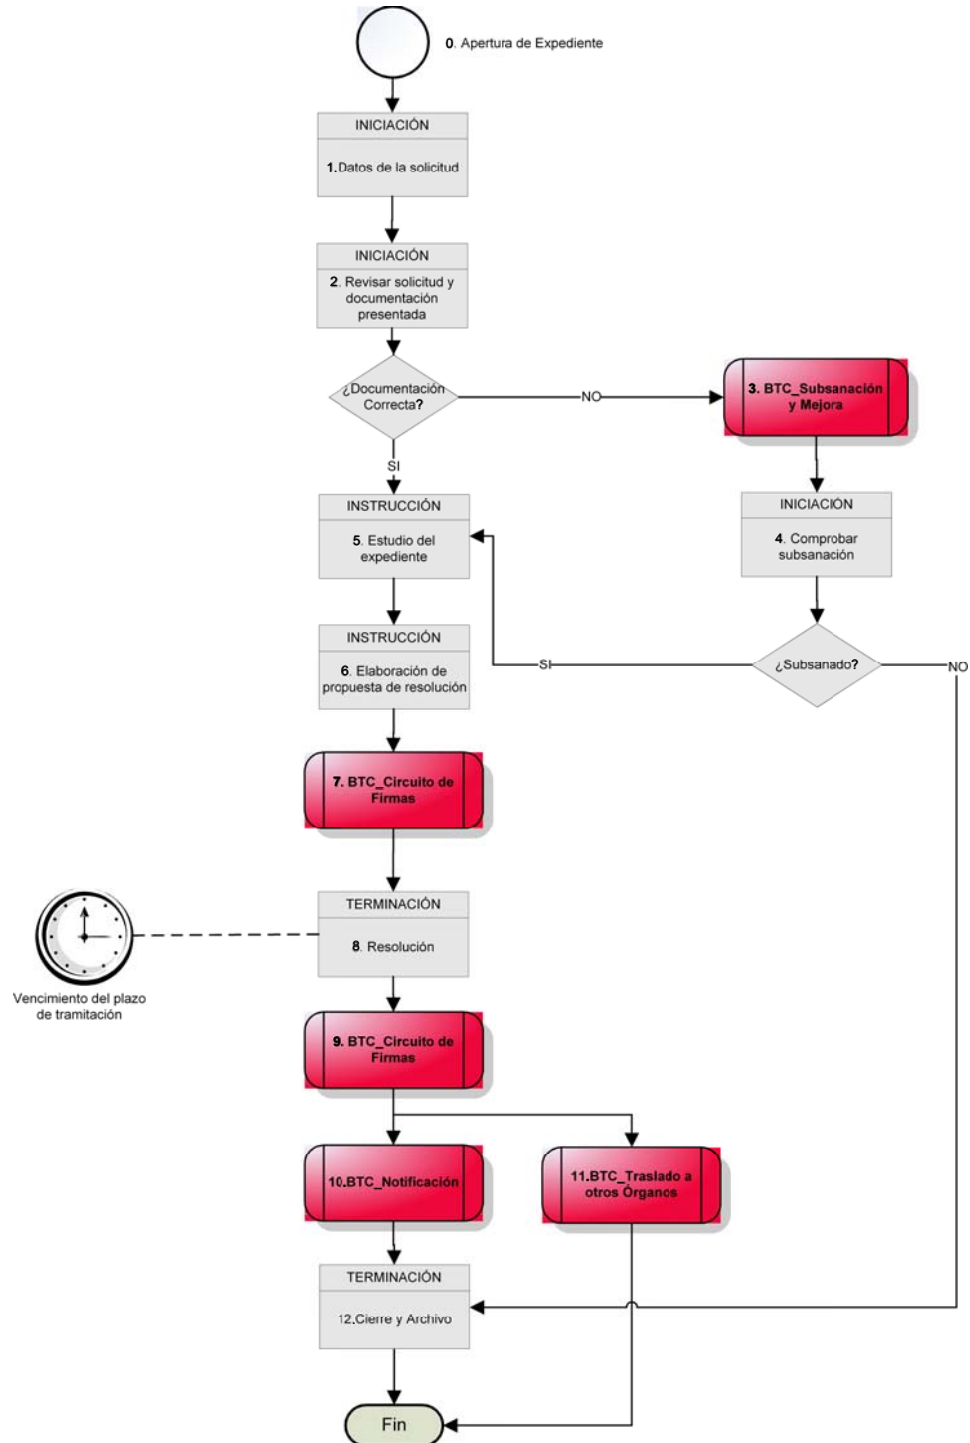 0. Apertura de Expediente
INICIACIÓN
1.Datos de la solicitud
INICIACIÓN
2. Revisar solicitud y
documentación
presentada
¿Documentación
Correcta?
NO
3. BTC_Subsanación
y Mejora
SI
INICIACIÓN
4. Comprobar
subsanación
INSTRUCCIÓN
5. Estudio del
expediente
¿Subsanado?
SI
NO
INSTRUCCIÓN
6. Elaboración de
propuesta de resolución
7. BTC_Circuito de
Firmas
TERMINACIÓN
8. Resolución
Vencimiento del plazo
de tramitación
9. BTC_Circuito de
Firmas
10.BTC_Notificación
11.BTC_Traslado a
otros Órganos
TERMINACIÓN
12.Cierre y Archivo
Fin